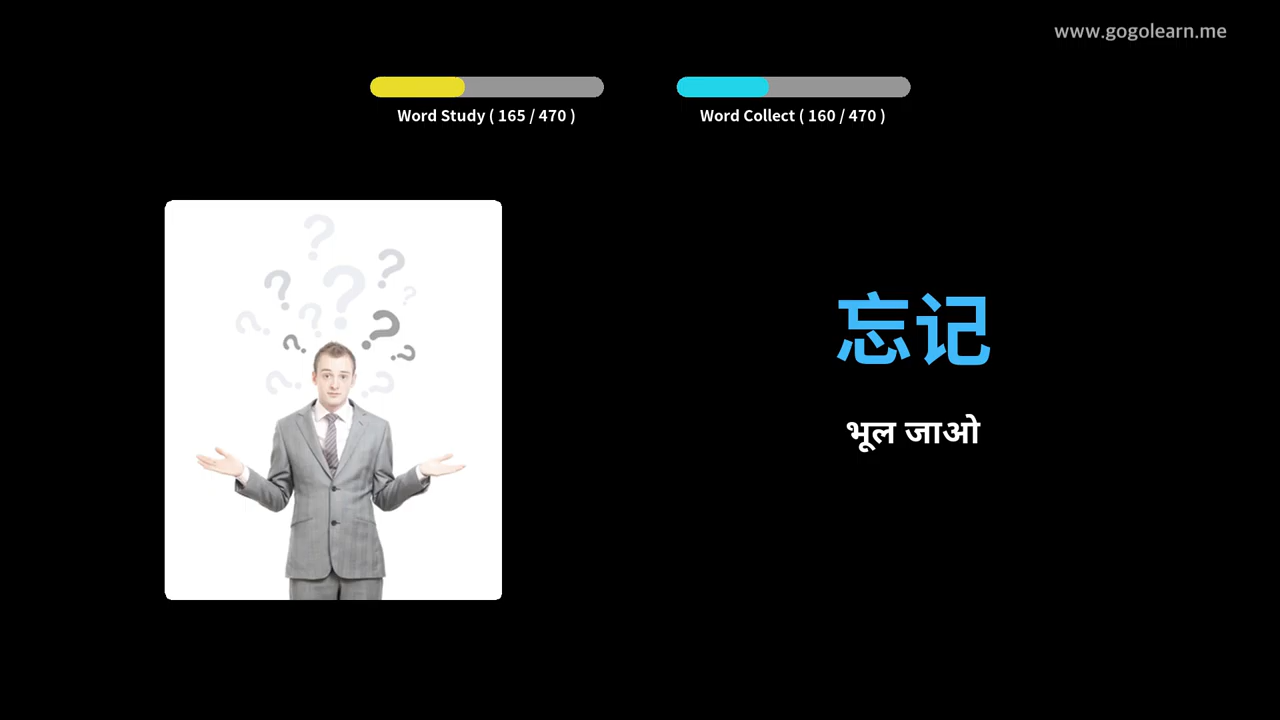 www.gogolearn.me
Word Study ( 165 / 470 )
Word Collect ( 160 / 470 )
忘记
भूल जाओ